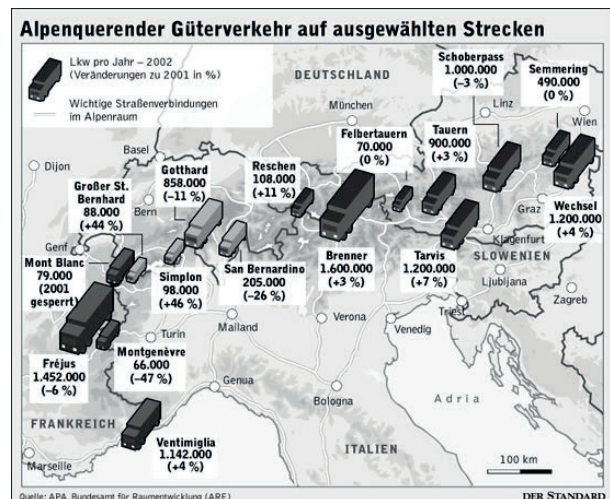 Alpenquerender Güterverkehr auf ausgewählten Strecken
Lkw pro Jahr – 2002
(Veränderungen zu 2001 in %)
Wichtige Straßenverbindungen
im Alpenraum
DEUTSCHLAND
München
Schoberpass
1.000.000
(–3 %)
Linz
Semmering
490.000
(0 %)
Wien
Dijon
Basel
Bern
Genf
Großer St.
Bernhard
88.000
(+44 %)
Gotthard
858.000
(–11 %)
Reschen
108.000
(+11 %)
Felbertauern
70.000
(0 %)
Tauern
900.000
(+3 %)
Graz
Wechsel
1.200.000
(+4 %)
Mont Blanc
79.000
(2001
gesperrt)
Simplon
98.000
(+46 %)
San Bernardino
205.000
(–26 %)
Brenner
1.600.000
(+3 %)
Tarvis
1.200.000
(+7 %)
Klagenfurt
SLOWENIEN
Ljubljana
Zagreb
Triest
Fréjus
1.452.000
(–6 %)
Turin
Mailand
Verona
Venedig
Montgenèvre
66.000
(–47 %)
Genua
Bologna
Adria
FRANKREICH
Marseille
Ventimiglia
1.142.000
(+4 %)
ITALIEN
100 km
Quelle: APA, Bundesamt für Raumentwicklung (ARE)
DER STANDARD